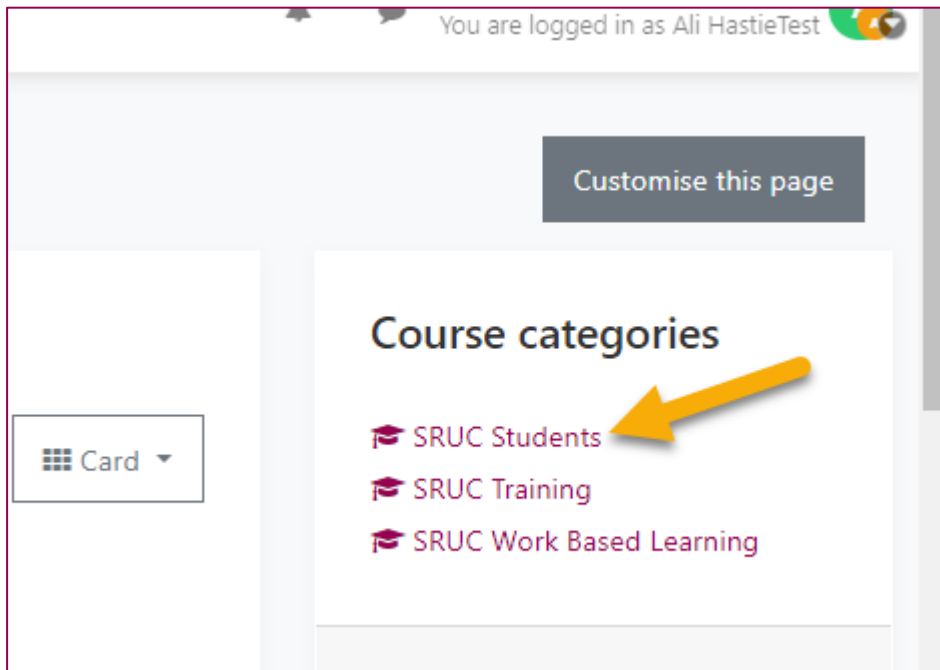 You are logged in as Ali HastieTest
Customise this page
Course categories
SRUC Students
Card
SRUC Training
SRUC Work Based Learning